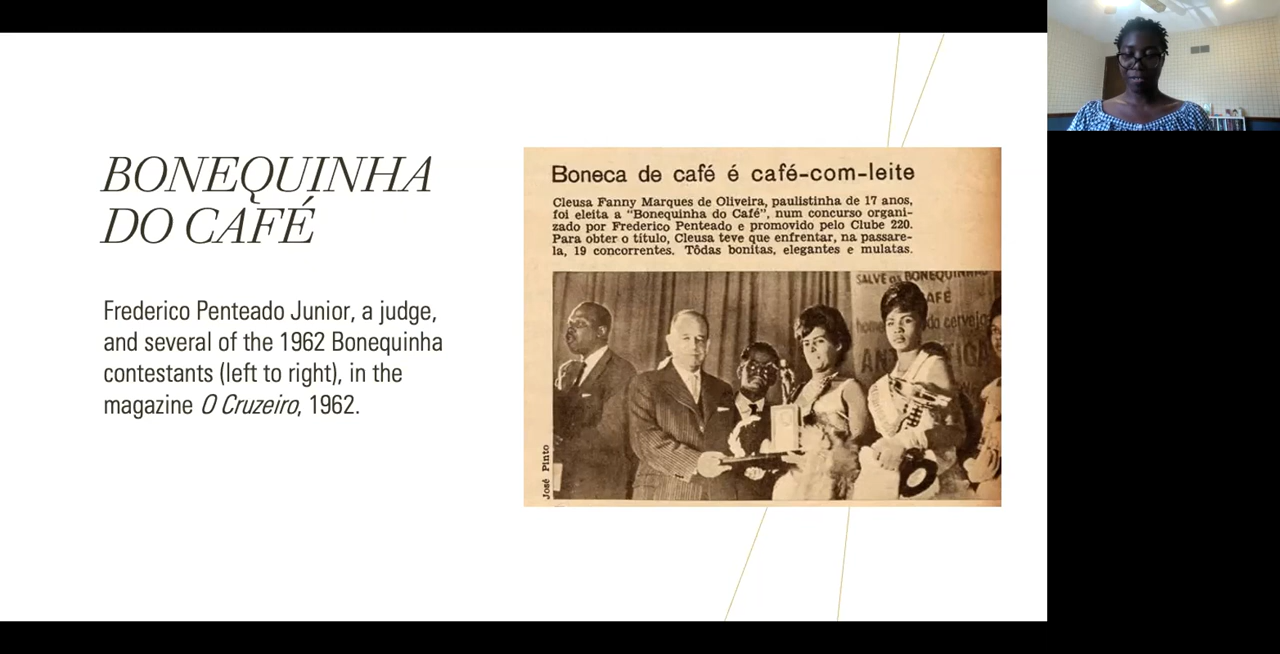 BONEQUINHA
DO CAFÉ
Frederico Penteado Junior, a judge,
and several of the 1962 Bonequinha
contestants (left to right), in the
magazine O Cruzeiro, 1962.
Boneca de café é café-com-leite
Cleusa Fanny Marques de Oliveira, paulistinha de 17 anos,
foi eleita a “Bonequinha do Café”, num concurso organi-
zado por Frederico Penteado e promovido pelo Clube 220.
Para obter o título, Cleusa teve que enfrentar, na passare-
la, 19 concorrentes. Tôdas bonitas, elegantes e mulatas.
SALVE a BONEQUINHA
CAFÉ
da cerveja
José Pinto